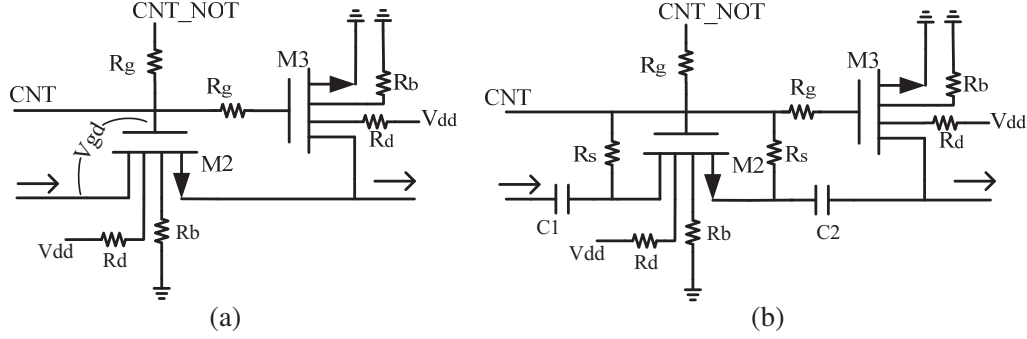 CNT_NOT
Rg
M3
Rg
Rb
CNT
Vdd
Rd
Vgd
M2
Rb
Vdd
Rd
(a)
CNT_NOT
Rg
M3
Rg
Rb
CNT
Vdd
Rd
Rs
Rs
M2
C1
Rb
C2
Vdd
Rd
(b)